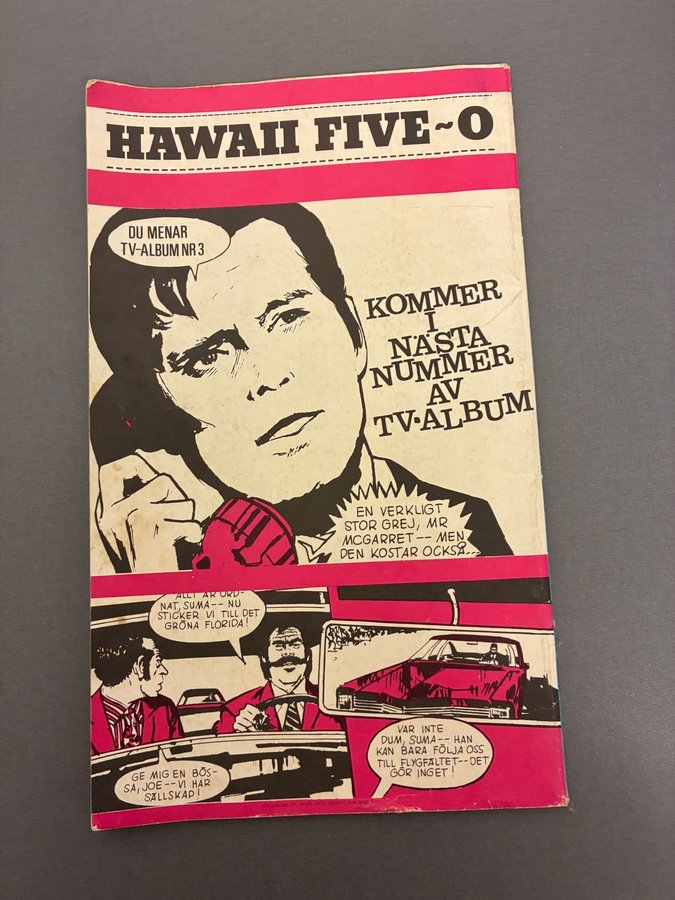 HAWAII FIVE~O
DU MENAR
TV-ALBUM NR 3
KOMMER
I
NÄSTA
NUMMER
AV
TV·ALBUM
EN VERKLIGT
STOR GREJ, MR
MCGARRET -- MEN
DEN KOSTAR OCKSÅ...
ALLT ÄR ORD-
NAT, SUMA -- NU
STICKER VI TILL DET
GRÖNA FLORIDA!
GE MIG EN BÖS-
SA, JOE -- VI HAR
SÄLLSKAP!
VAR INTE
DUM, SUMA -- HAN
KAN BARA FÖLJA OSS
TILL FLYGFÄLTET -- DET
GÖR INGET!